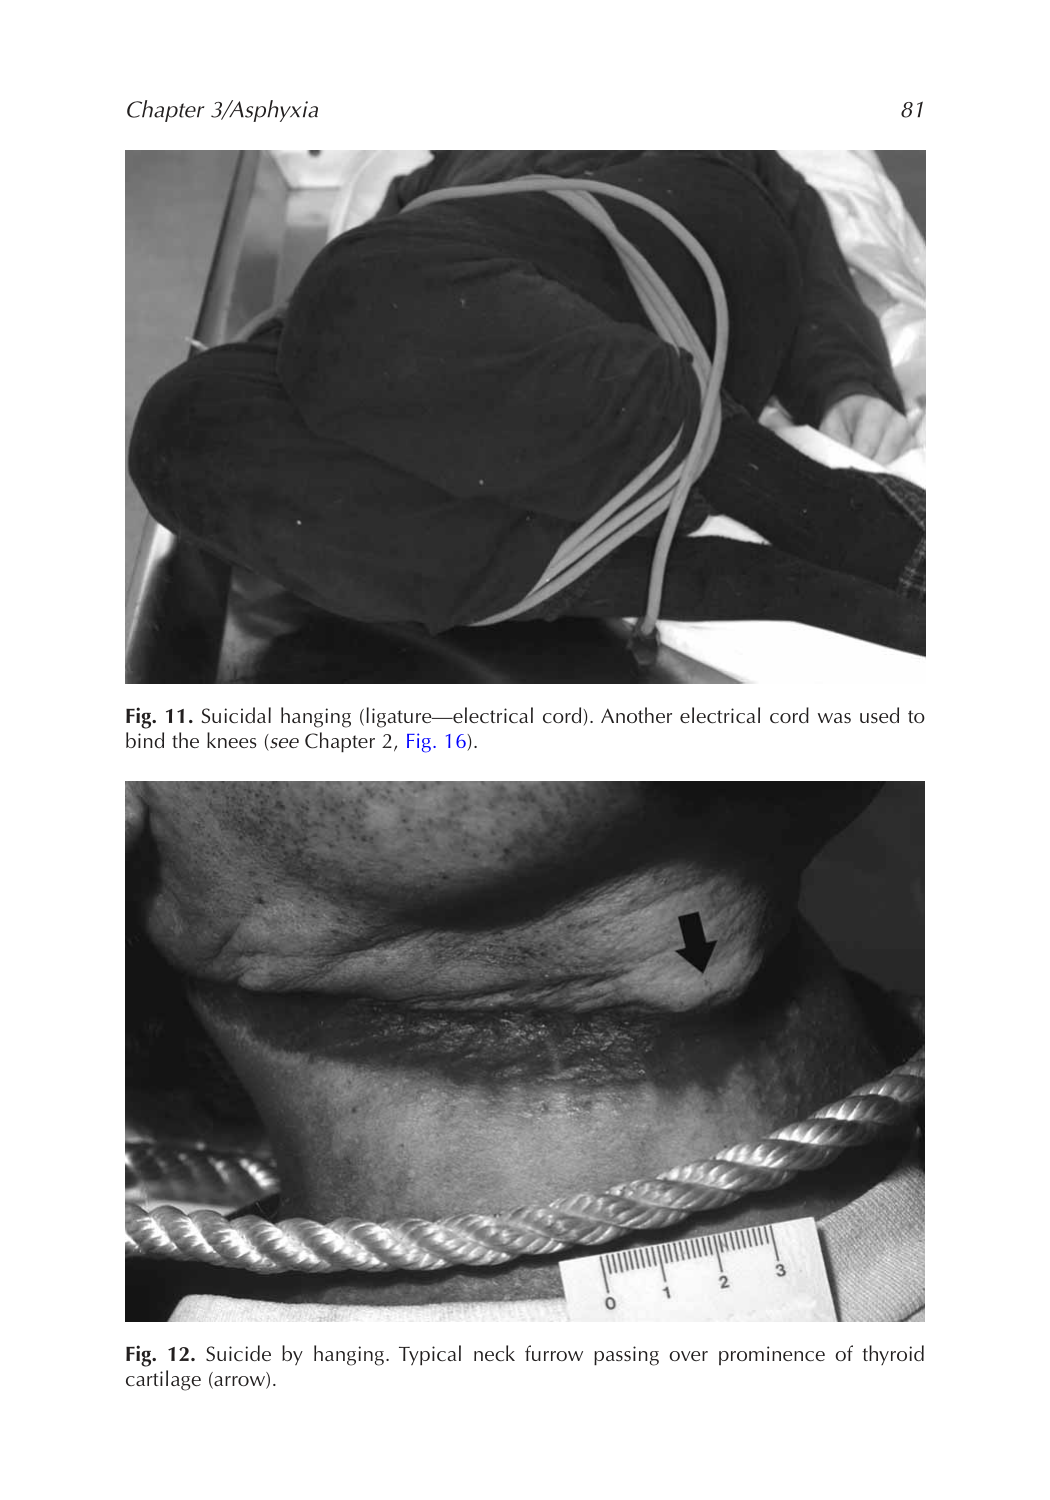 Chapter 3/Asphyxia 81
Fig. 11. Suicidal hanging (ligature—electrical cord). Another electrical cord was used to
bind the knees (see Chapter 2, Fig. 16).
0 1 2 3
Fig. 12. Suicide by hanging. Typical neck furrow passing over prominence of thyroid
cartilage (arrow).